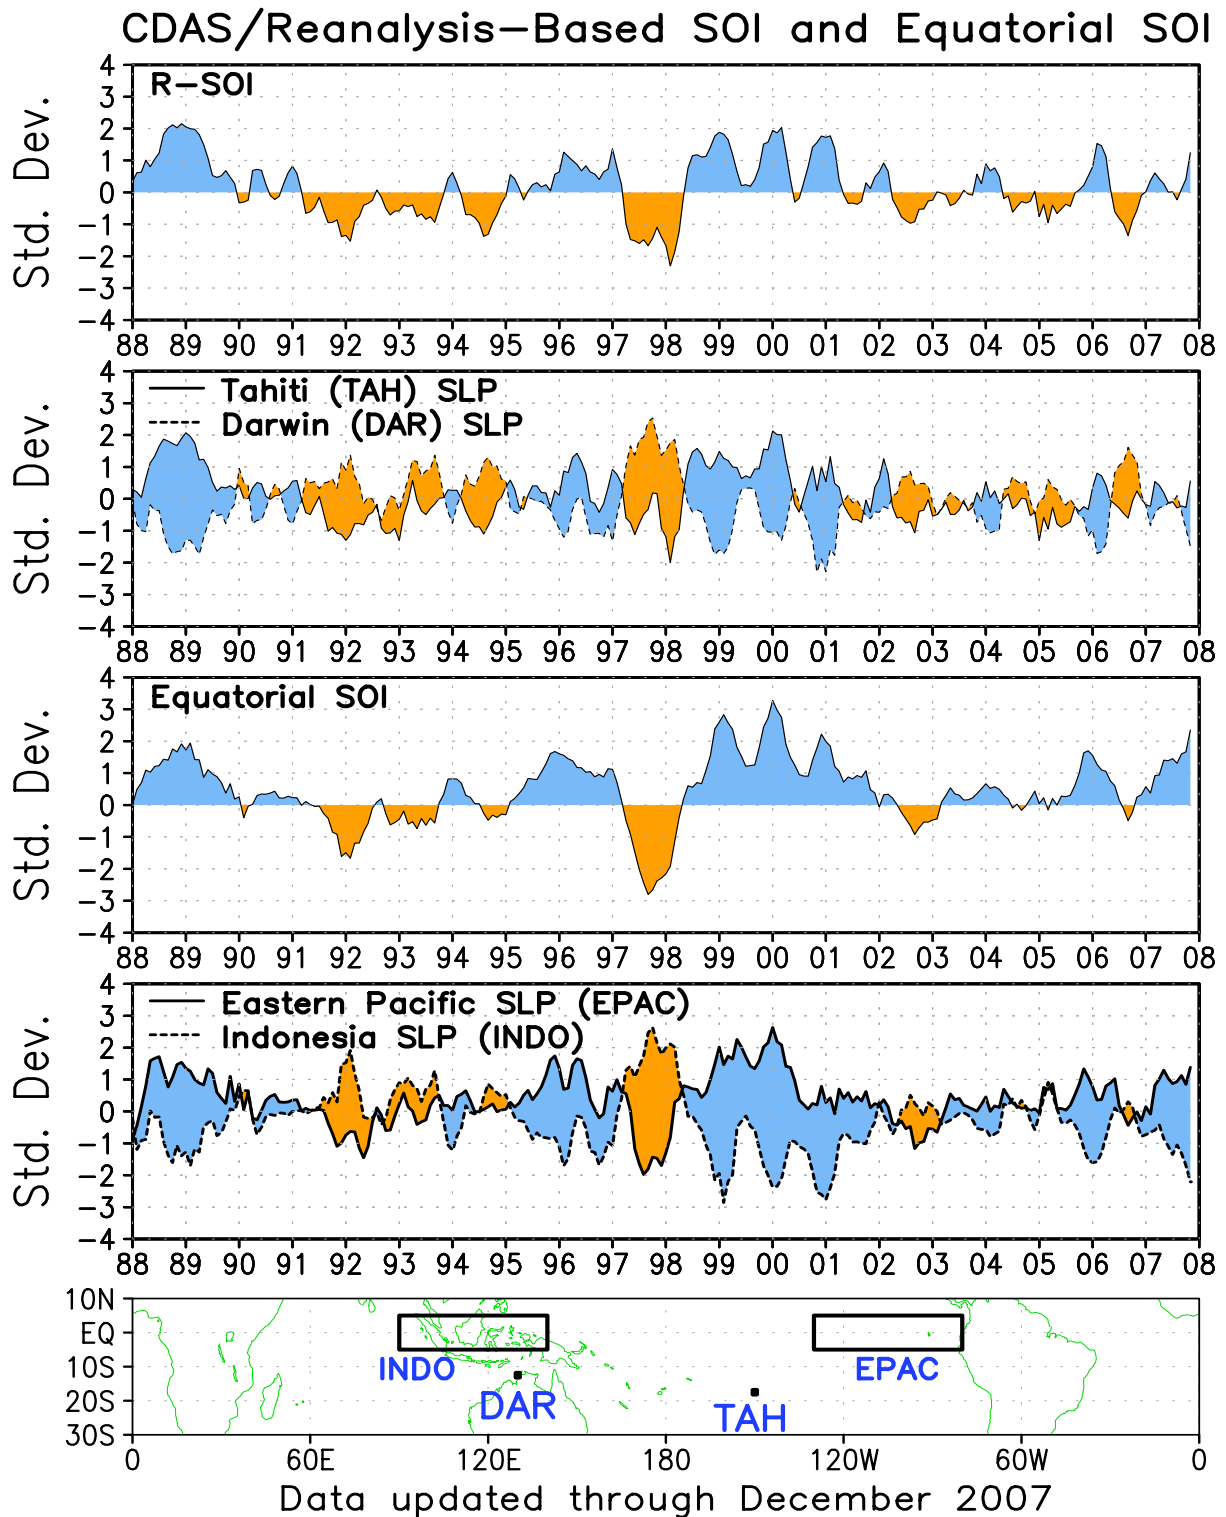 CDAS/Reanalysis-Based SOI and Equatorial SOI
R-SOI
Std. Dev.
4
3
2
1
0
-1
-2
-3
-4
88 89 90 91 92 93 94 95 96 97 98 99 00 01 02 03 04 05 06 07 08
Tahiti (TAH) SLP
Darwin (DAR) SLP
Std. Dev.
4
3
2
1
0
-1
-2
-3
-4
88 89 90 91 92 93 94 95 96 97 98 99 00 01 02 03 04 05 06 07 08
Equatorial SOI
Std. Dev.
4
3
2
1
0
-1
-2
-3
-4
88 89 90 91 92 93 94 95 96 97 98 99 00 01 02 03 04 05 06 07 08
Eastern Pacific SLP (EPAC)
Indonesia SLP (INDO)
Std. Dev.
4
3
2
1
0
-1
-2
-3
-4
88 89 90 91 92 93 94 95 96 97 98 99 00 01 02 03 04 05 06 07 08
10N
EQ
10S
20S
30S
INDO
EPAC
DAR
TAH
0 60E 120E 180 120W 60W 0
Data updated through December 2007